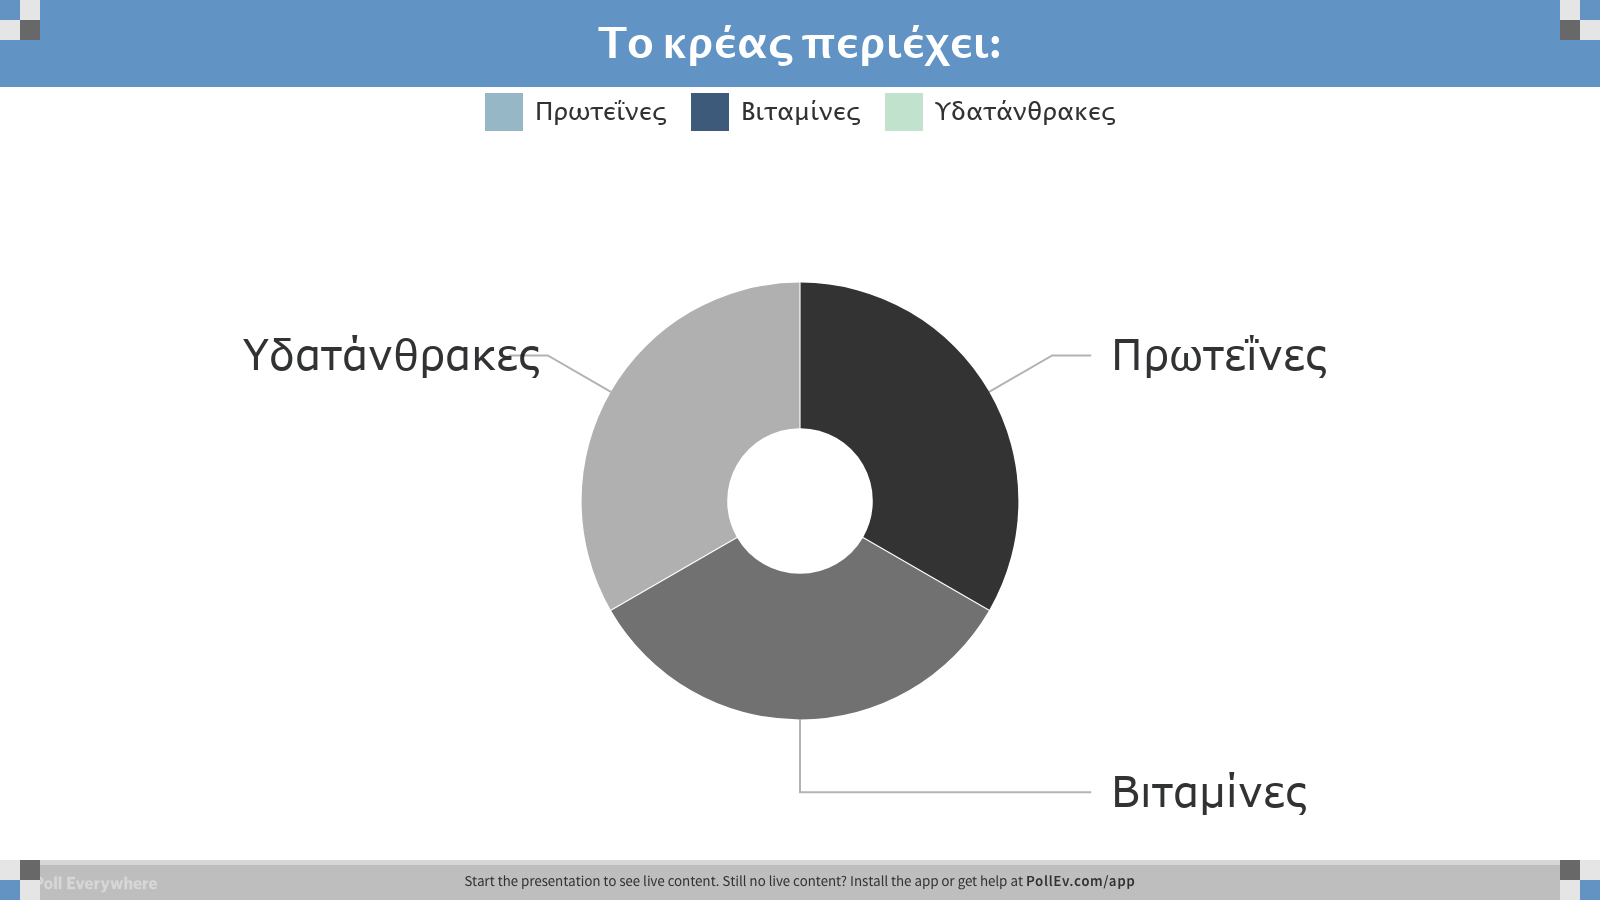 Το κρέας περιέχει:
Πρωτεΐνες Βιταμίνες Υδατάνθρακες
Υδατάνθρακες
Πρωτεΐνες
Βιταμίνες
Poll Everywhere
Start the presentation to see live content. Still no live content? Install the app or get help at PollEv.com/app